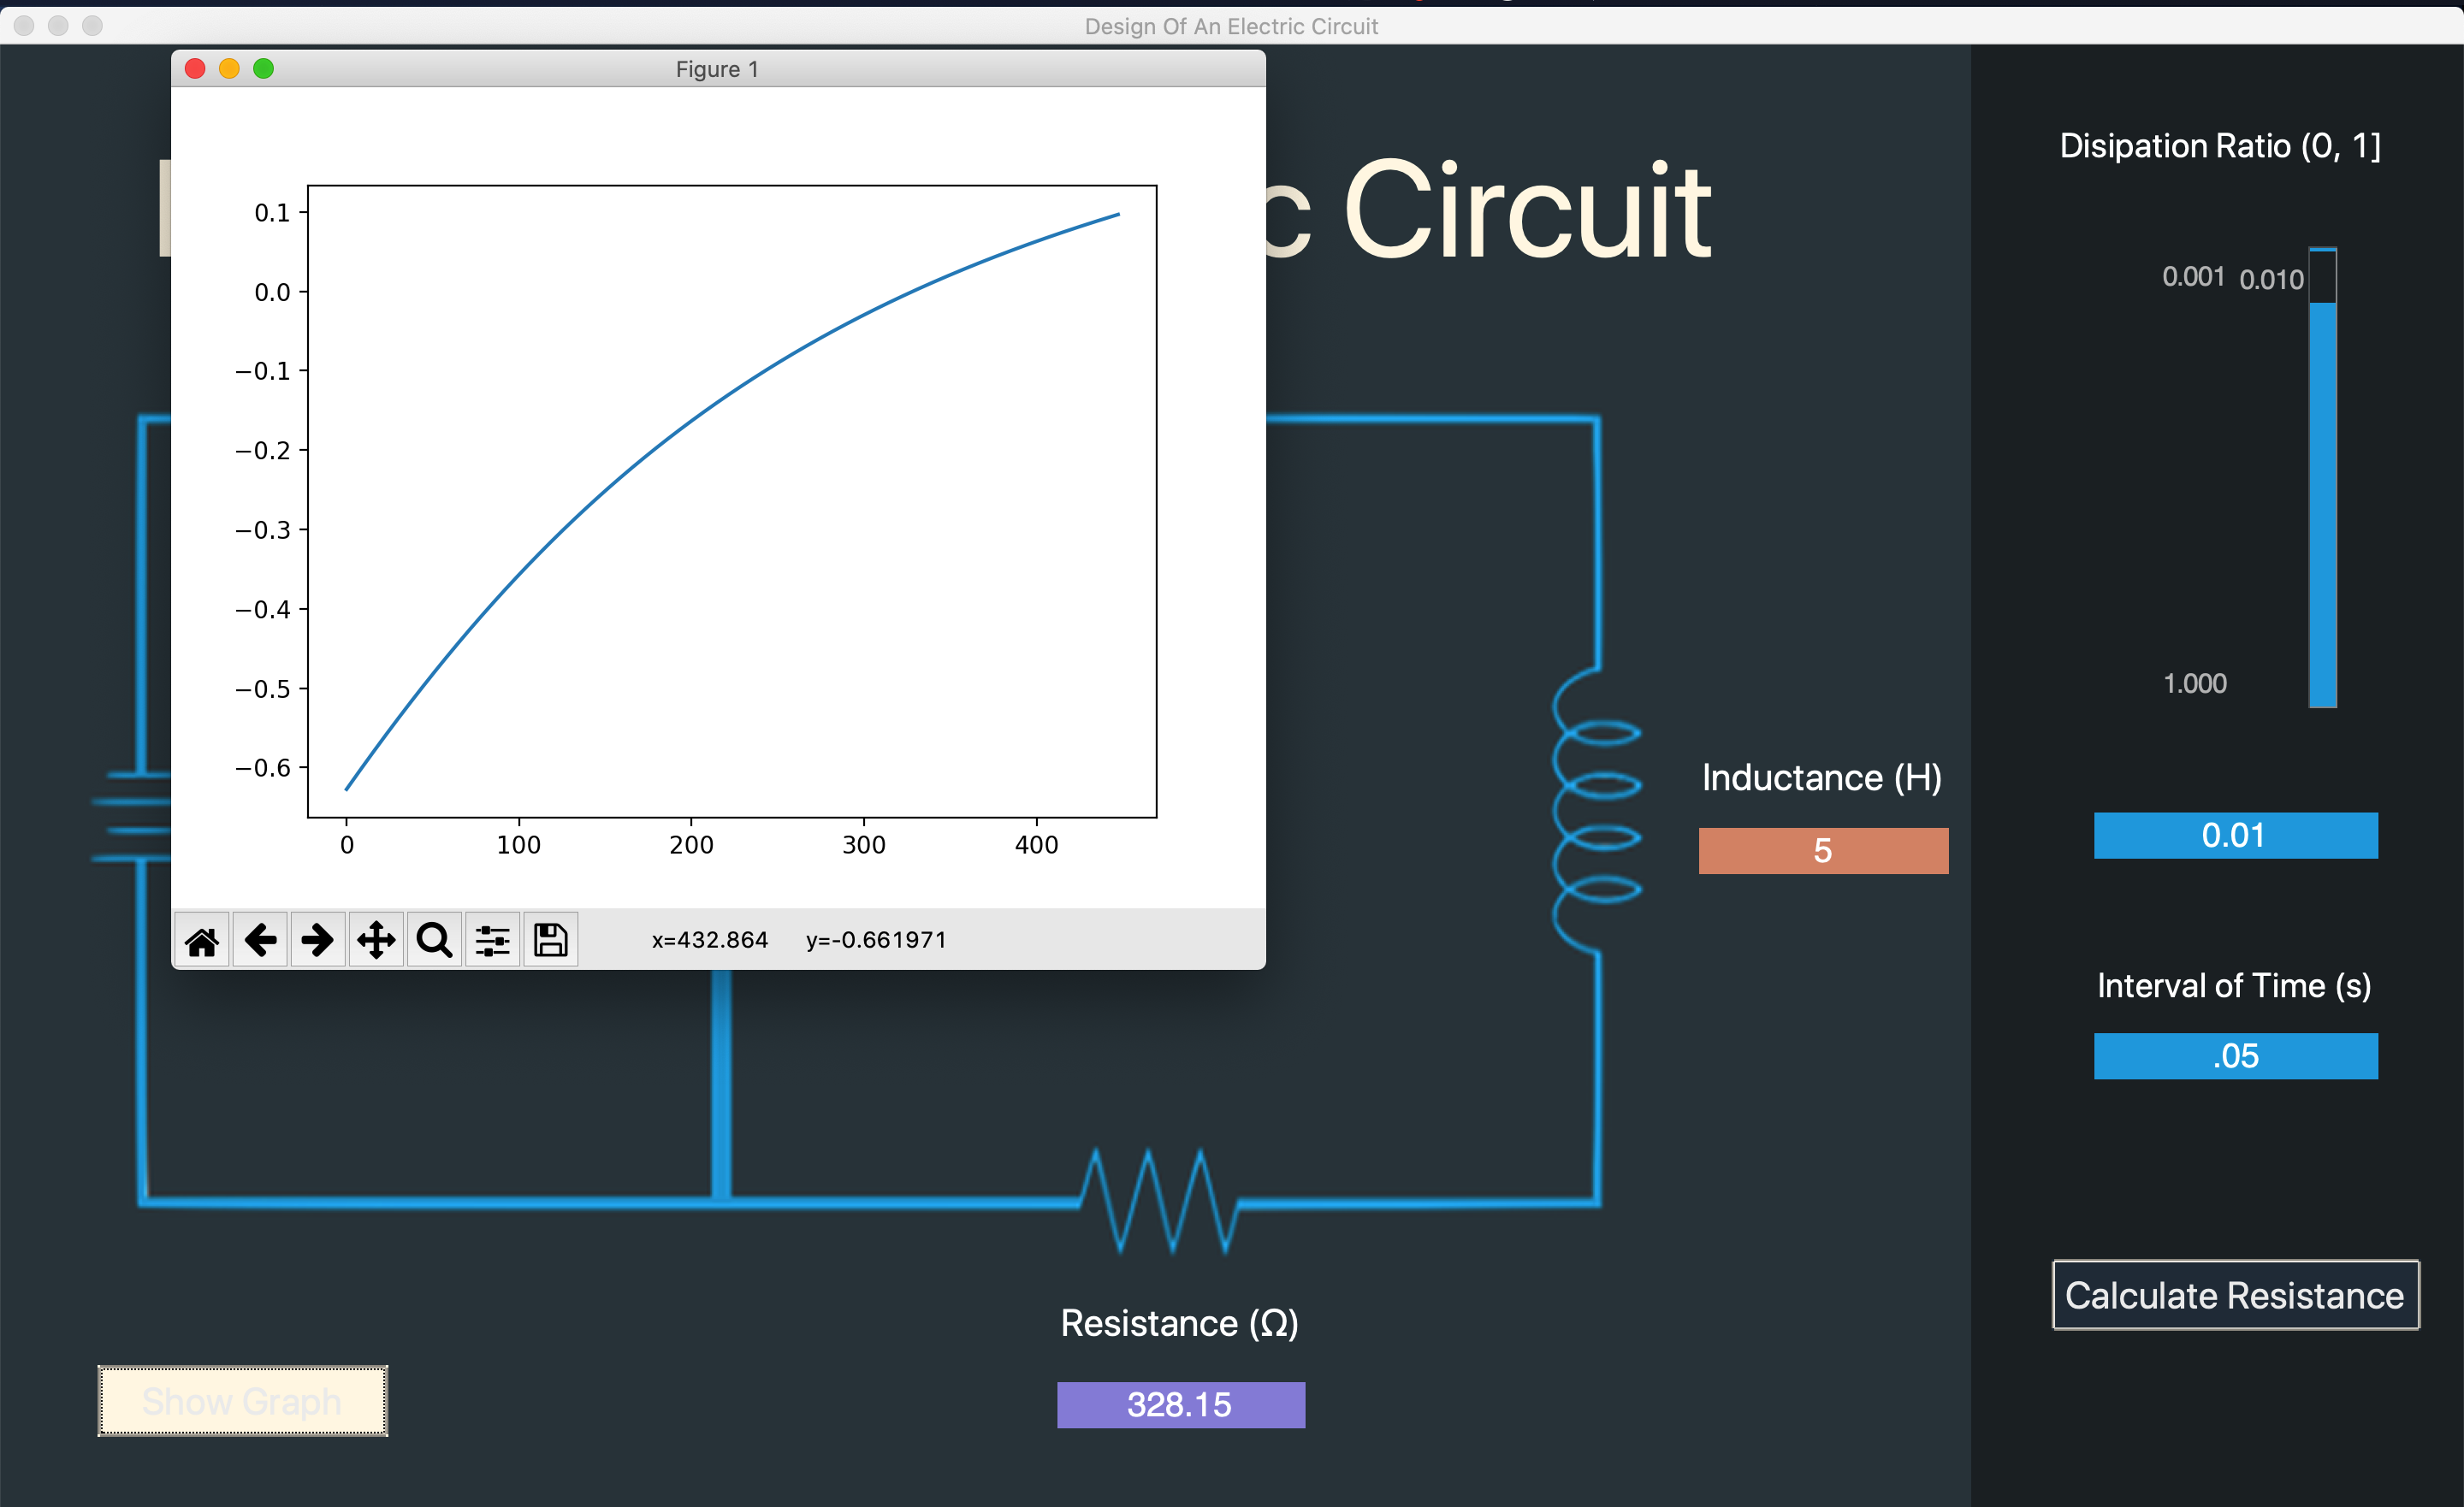 Design Of An Electric Circuit
Figure 1
c Circuit
0.1
0.0
−0.1
−0.2
−0.3
−0.4
−0.5
−0.6
0 100 200 300 400
x=432.864 y=-0.661971
Disipation Ratio (0, 1]
0.001 0.010
1.000
0.01
Inductance (H)
5
Interval of Time (s)
.05
Calculate Resistance
Resistance (Ω)
328.15
Show Graph